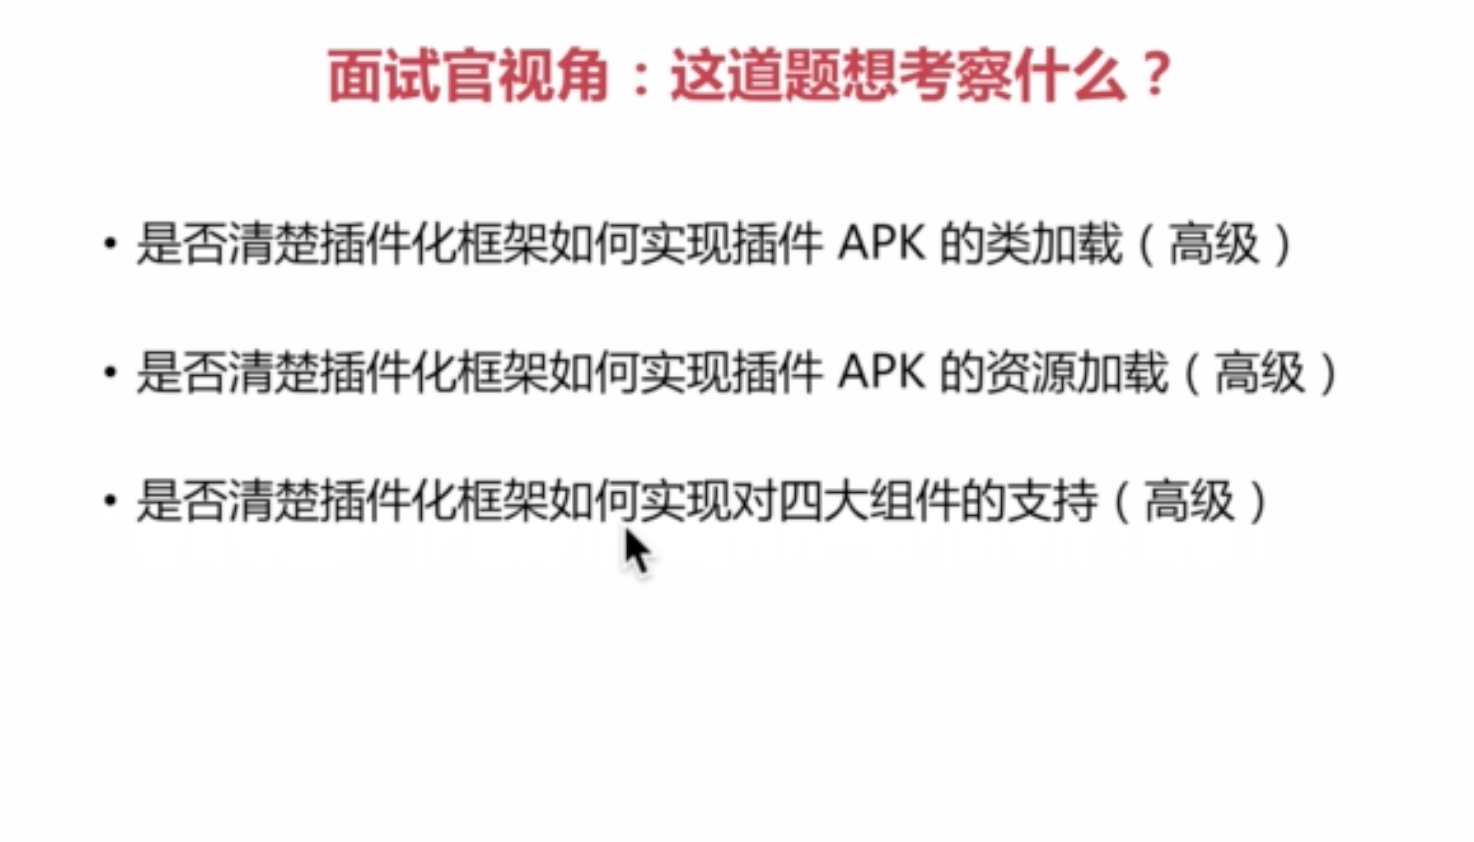 面试官视角：这道题想考察什么？
• 是否清楚插件化框架如何实现插件 APK 的类加载（高级）
• 是否清楚插件化框架如何实现插件 APK 的资源加载（高级）
• 是否清楚插件化框架如何实现对四大组件的支持（高级）